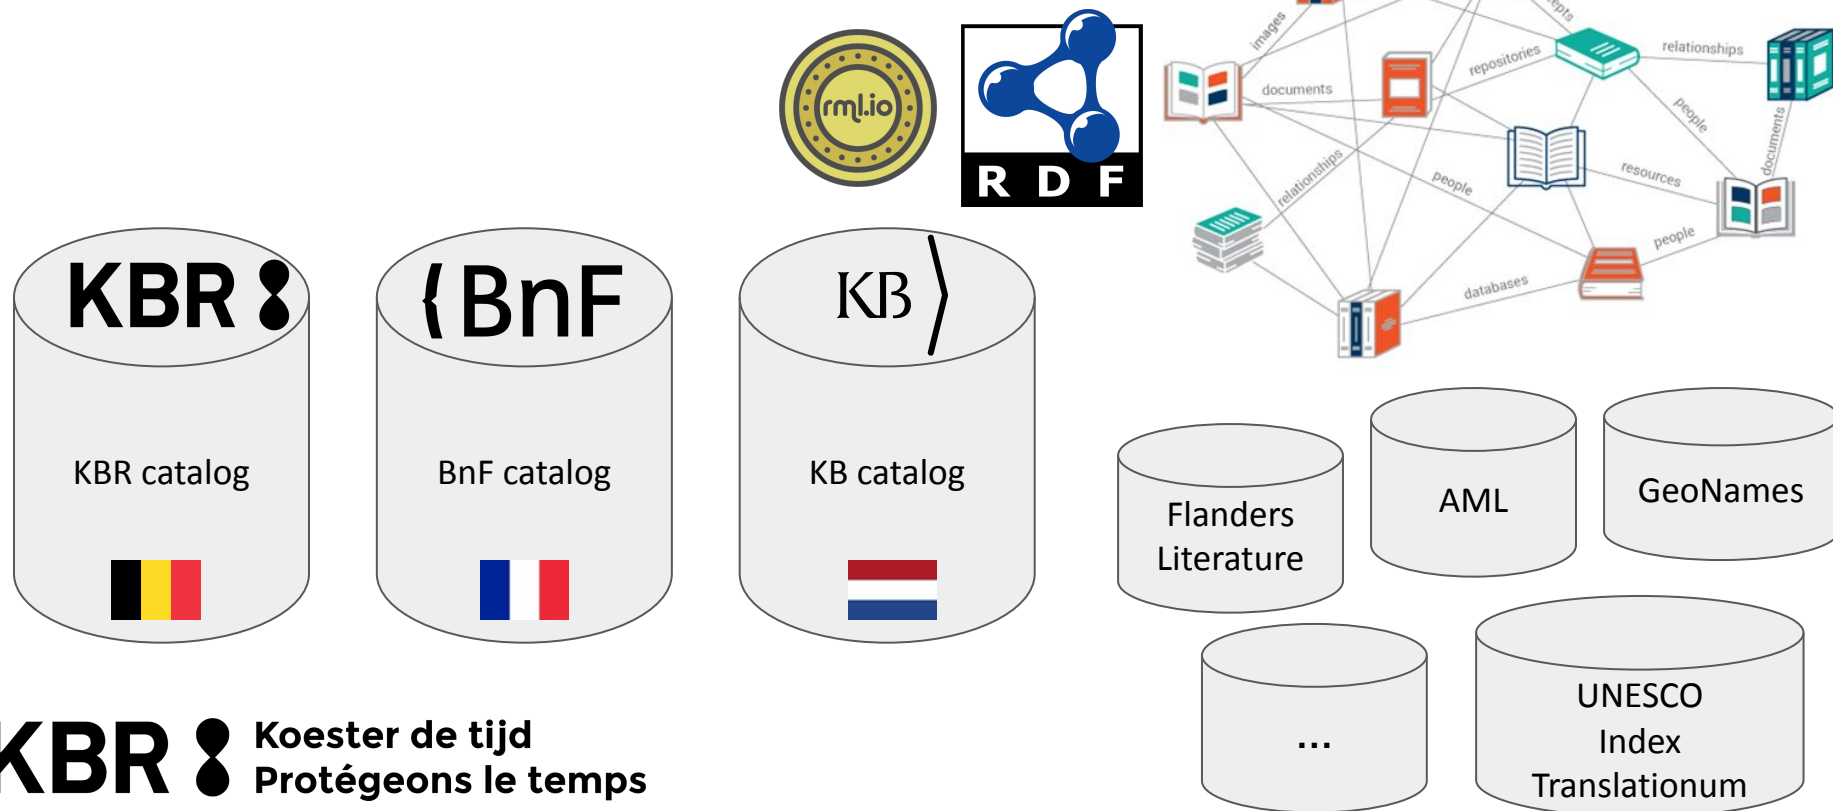 images
documents
repositories
relationships
people
documents
relationships
people
resources
people
databases
rml.io
RDF
KBR
{BnF
KB
KBR catalog
BnF catalog
KB catalog
Flanders
Literature
AML
GeoNames
...
UNESCO
Index
Translationum
KBR
Koester de tijd
Protégeons le temps